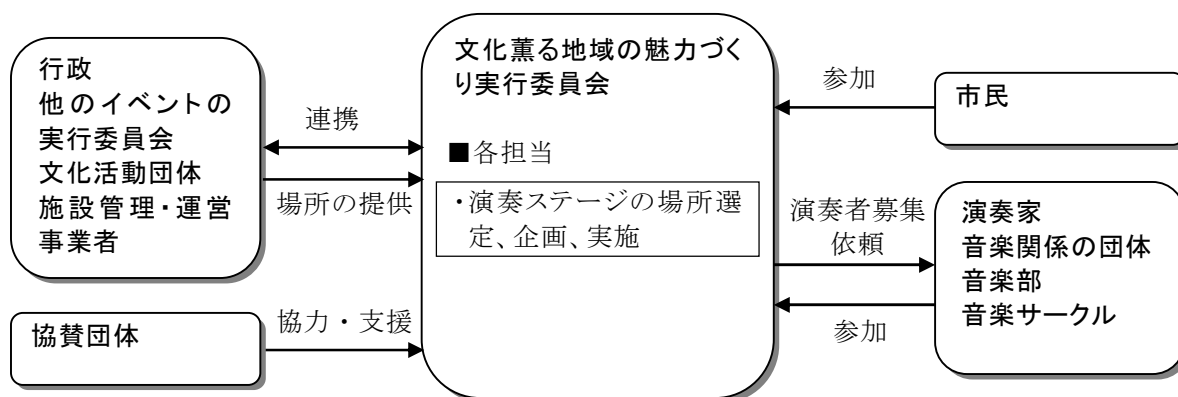 行政
他のイベントの
実行委員会
文化活動団体
施設管理・運営
事業者
協賛団体
連携
場所の提供
協力・支援
文化薫る地域の魅力づく
り実行委員会
■各担当
・演奏ステージの場所選
定、企画、実施
参加
演奏者募集
依頼
参加
市民
演奏家
音楽関係の団体
音楽部
音楽サークル